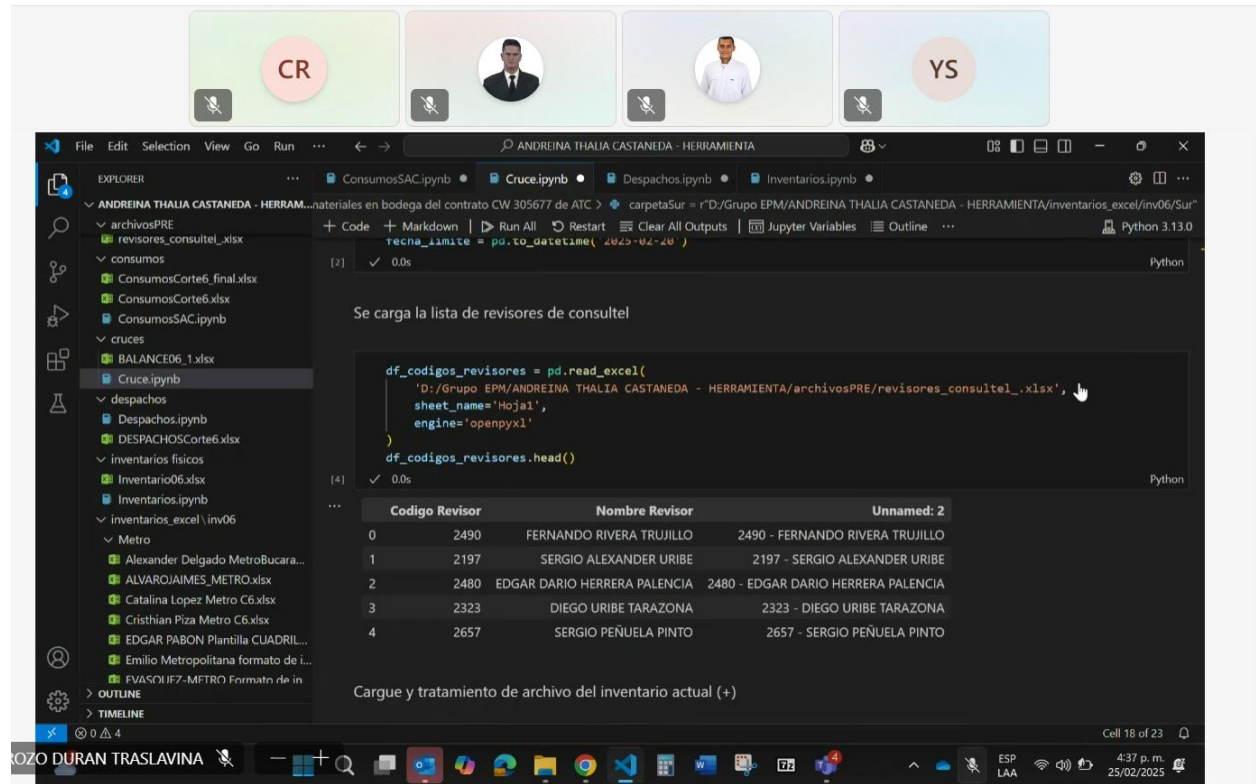 CR
YS
File Edit Selection View Go Run ···
ANDREINA THALIA CASTANEDA - HERRAMIENTA
EXPLORER ···
ConsumosSAC.ipynb
Cruce.ipynb
Despachos.ipynb
Inventarios.ipynb
ANDREINA THALIA CASTANEDA - HERRAM...
materiales en bodega del contrato CW 305677 de ATC > carpetaSur = r"D:/Grupo EPM/ANDREINA THALIA CASTANEDA - HERRAMIENTA/inventarios_excel/inv06/Sur"
+ Code + Markdown | Run All Restart Clear All Outputs | Jupyter Variables Outline ··· Python 3.13.0
archivosPRE
revisores_consultel_.xlsx
consumos
ConsumosCorte6_final.xlsx
ConsumosCorte6.xlsx
ConsumosSAC.ipynb
cruces
BALANCE06_1.xlsx
Cruce.ipynb
despachos
Despachos.ipynb
DESPACHOSCorte6.xlsx
inventarios fisicos
Inventario06.xlsx
Inventarios.ipynb
inventarios_excel \ inv06
Metro
Alexander Delgado MetroBucara...
ALVAROJAIMES_METRO.xlsx
Catalina Lopez Metro C6.xlsx
Cristhian Piza Metro C6.xlsx
EDGAR PABON Plantilla CUADRIL...
Emilio Metropolitana formato de i...
EVASQUEZ-METRO Formato de in
OUTLINE
TIMELINE
fecha_limite = pd.to_datetime('2025-02-20')
[2] ✓ 0.0s Python
Se carga la lista de revisores de consultel
df_codigos_revisores = pd.read_excel(
'D:/Grupo EPM/ANDREINA THALIA CASTANEDA - HERRAMIENTA/archivosPRE/revisores_consultel_.xlsx',
sheet_name='Hoja1',
engine='openpyxl'
)
df_codigos_revisores.head()
[4] ✓ 0.0s Python
Codigo Revisor Nombre Revisor Unnamed: 2
0 2490 FERNANDO RIVERA TRUJILLO 2490 - FERNANDO RIVERA TRUJILLO
1 2197 SERGIO ALEXANDER URIBE 2197 - SERGIO ALEXANDER URIBE
2 2480 EDGAR DARIO HERRERA PALENCIA 2480 - EDGAR DARIO HERRERA PALENCIA
3 2323 DIEGO URIBE TARAZONA 2323 - DIEGO URIBE TARAZONA
4 2657 SERGIO PEÑUELA PINTO 2657 - SERGIO PEÑUELA PINTO
Cargue y tratamiento de archivo del inventario actual (+)
0 4
Cell 18 of 23
ROZO DURAN TRASLAVINA
ESP
LAA
4:37 p. m.
25/02/2025